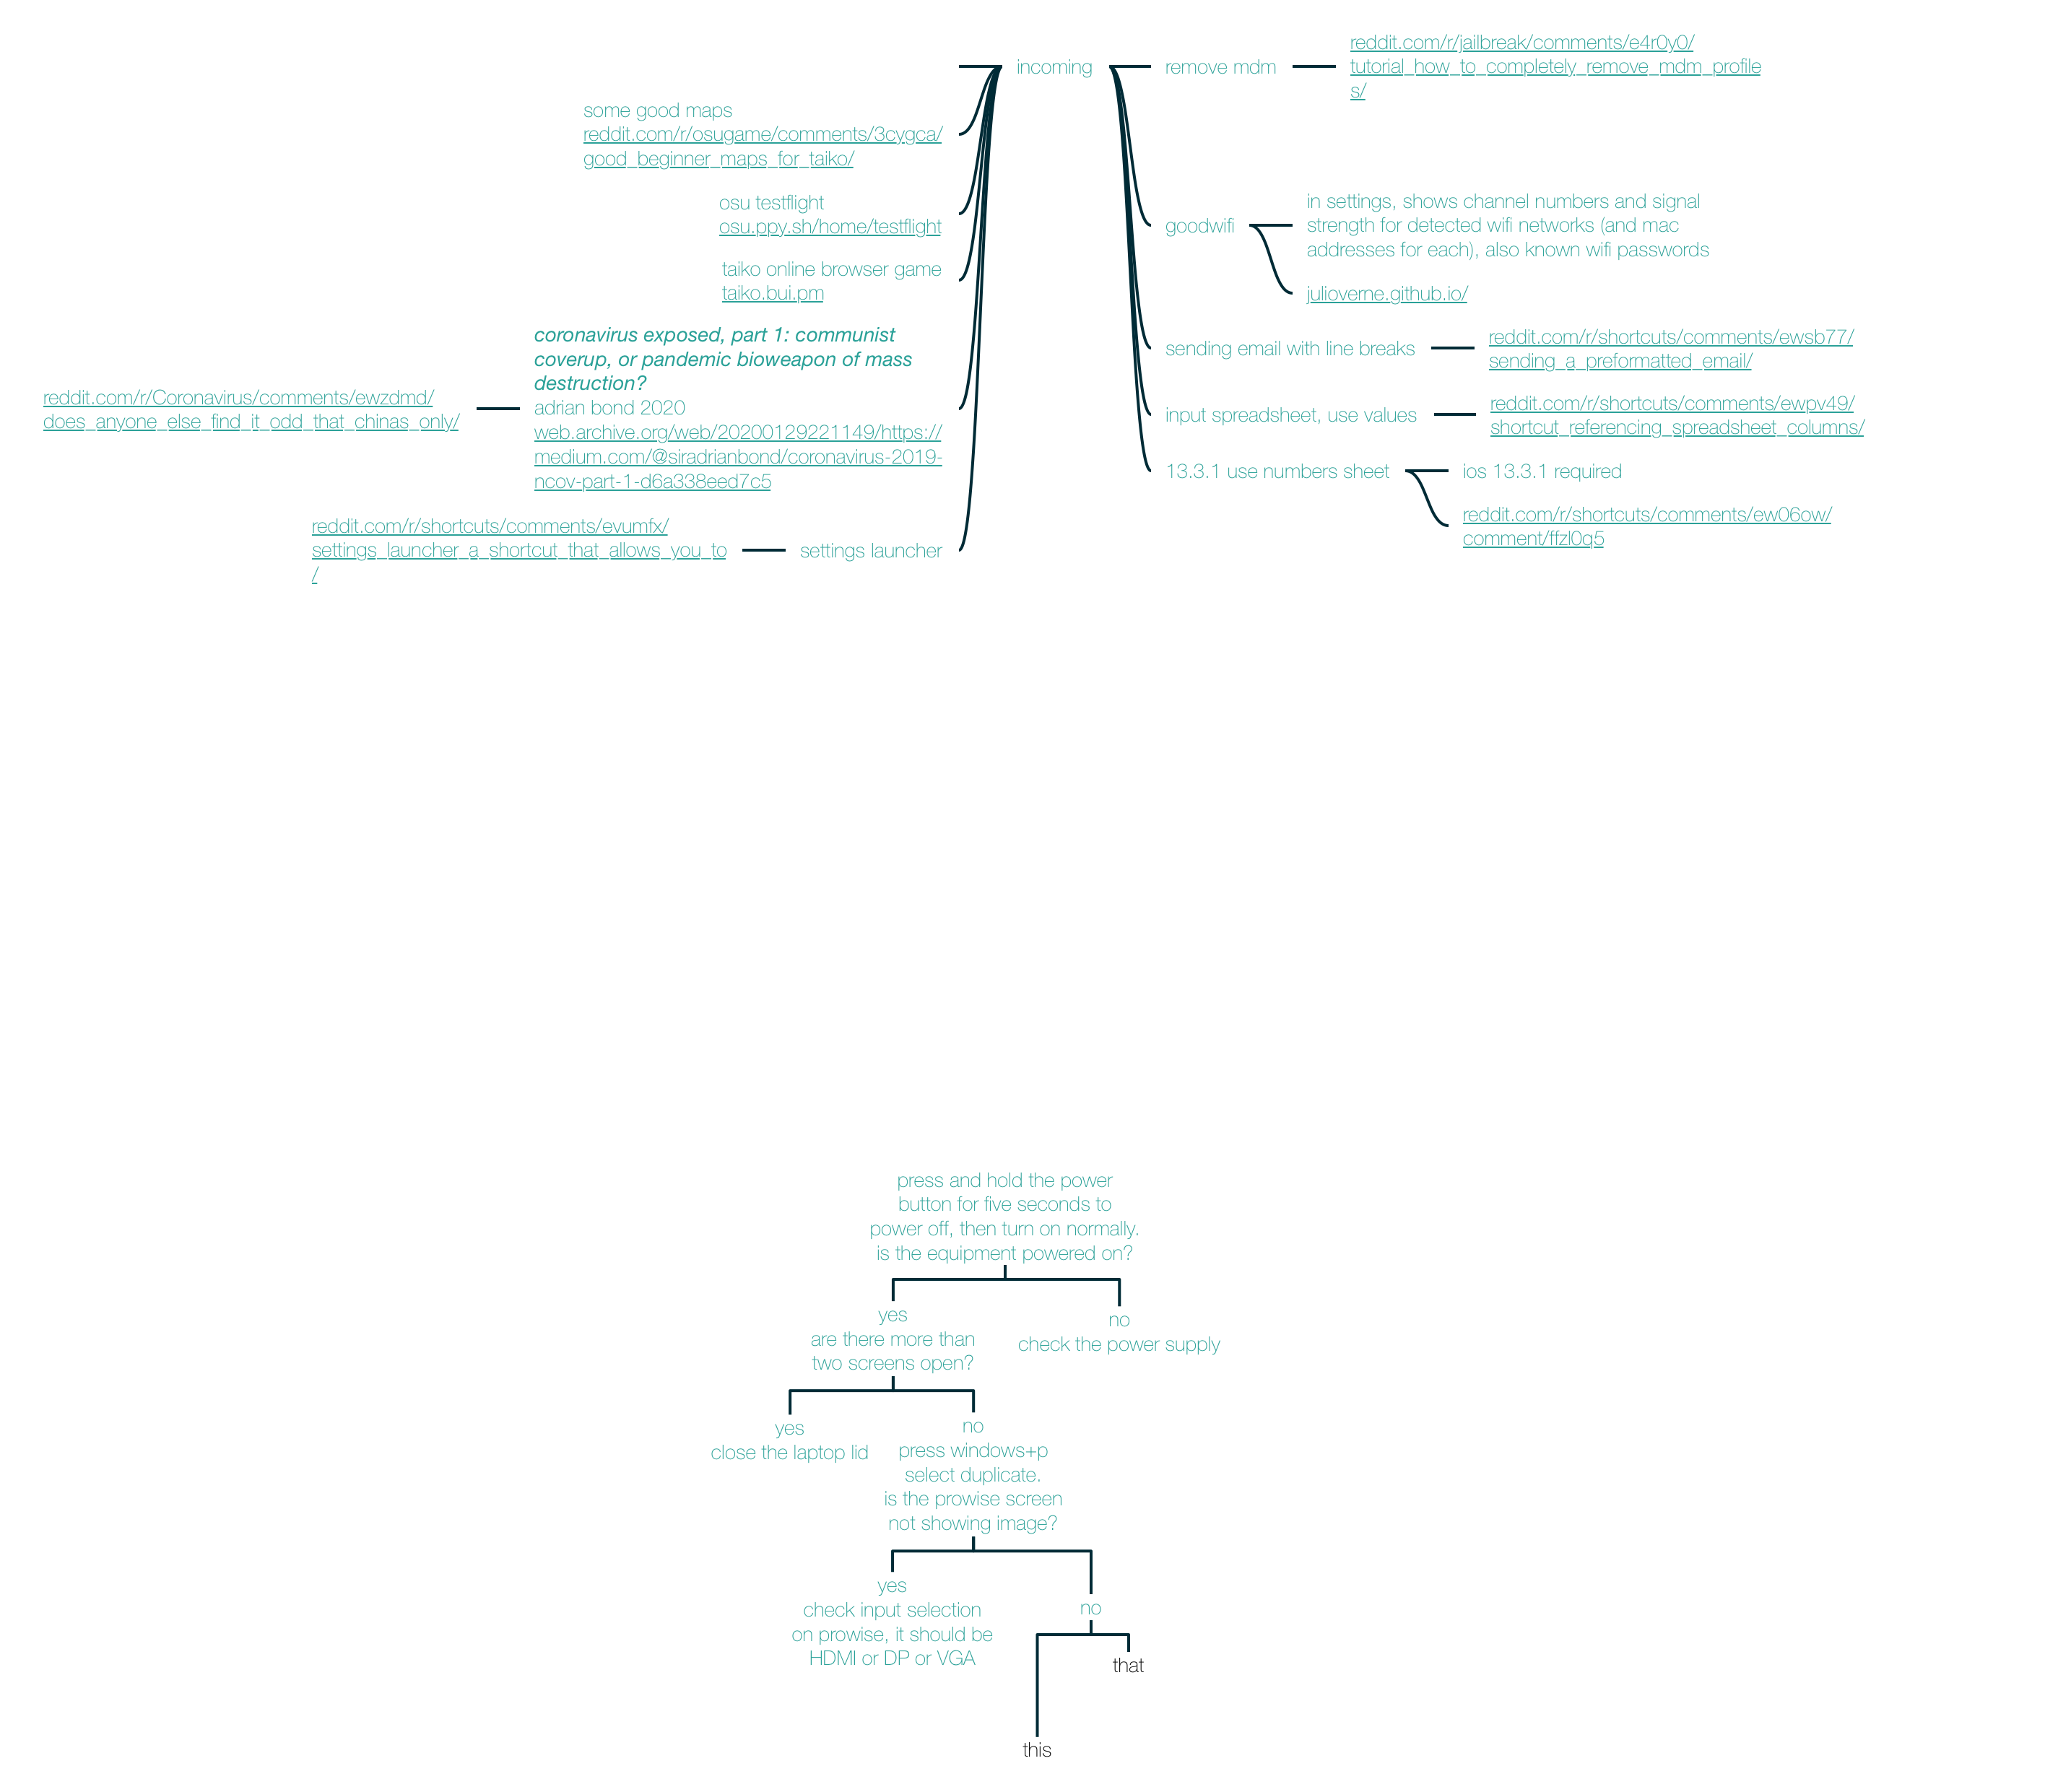 incoming
some good maps
reddit.com/r/osugame/comments/3cygca/
good_beginner_maps_for_taiko/
osu testflight
osu.ppy.sh/home/testflight
taiko online browser game
taiko.bui.pm
coronavirus exposed, part 1: communist
coverup, or pandemic bioweapon of mass
destruction?
adrian bond 2020
web.archive.org/web/20200129221149/https://
medium.com/@siradrianbond/coronavirus-2019-
ncov-part-1-d6a338eed7c5
reddit.com/r/Coronavirus/comments/ewzdmd/
does_anyone_else_find_it_odd_that_chinas_only/
settings launcher
reddit.com/r/shortcuts/comments/evumfx/
settings_launcher_a_shortcut_that_allows_you_to
/
remove mdm
reddit.com/r/jailbreak/comments/e4r0y0/
tutorial_how_to_completely_remove_mdm_profile
s/
goodwifi
in settings, shows channel numbers and signal
strength for detected wifi networks (and mac
addresses for each), also known wifi passwords
julioverne.github.io/
sending email with line breaks
reddit.com/r/shortcuts/comments/ewsb77/
sending_a_preformatted_email/
input spreadsheet, use values
reddit.com/r/shortcuts/comments/ewpv49/
shortcut_referencing_spreadsheet_columns/
13.3.1 use numbers sheet
ios 13.3.1 required
reddit.com/r/shortcuts/comments/ew06ow/
comment/ffzl0q5
press and hold the power
button for five seconds to
power off, then turn on normally.
is the equipment powered on?
yes
are there more than
two screens open?
no
check the power supply
yes
close the laptop lid
no
press windows+p
select duplicate.
is the prowise screen
not showing image?
yes
check input selection
on prowise, it should be
HDMI or DP or VGA
no
that
this